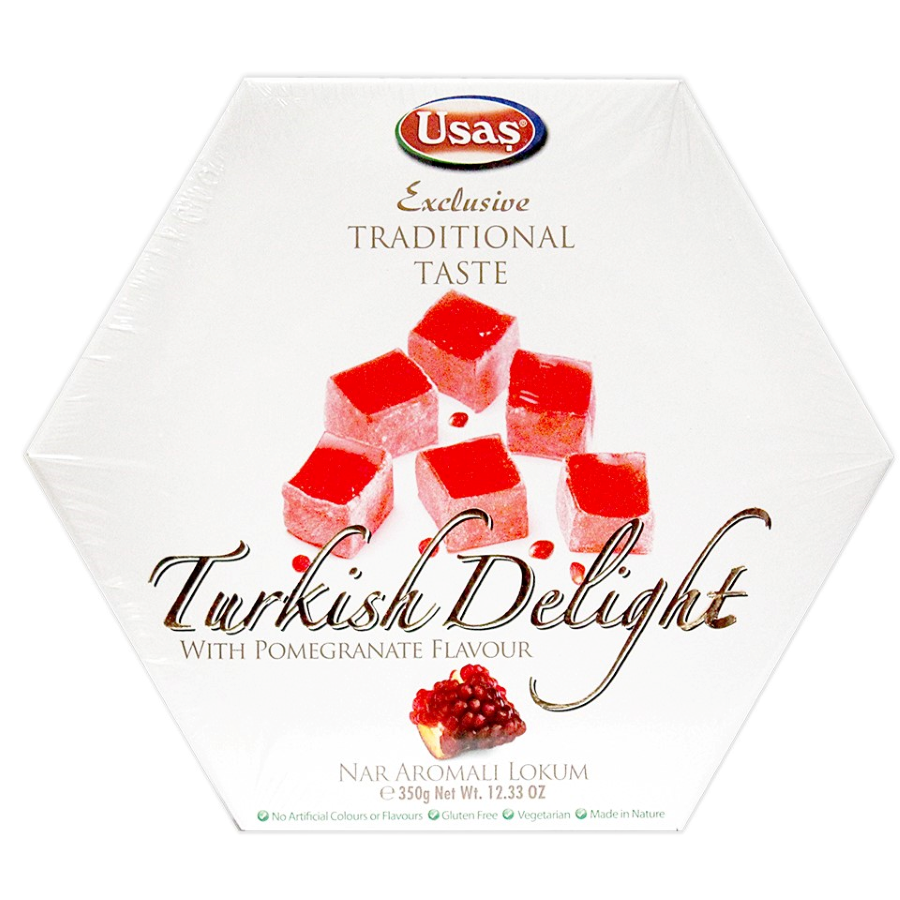 Usaş®
Exclusive
TRADITIONAL
TASTE
Turkish Delight
WITH POMEGRANATE FLAVOUR
NAR AROMALI LOKUM
℮ 350g Net Wt. 12.33 OZ
No Artificial Colours or Flavours Gluten Free Vegetarian Made in Nature